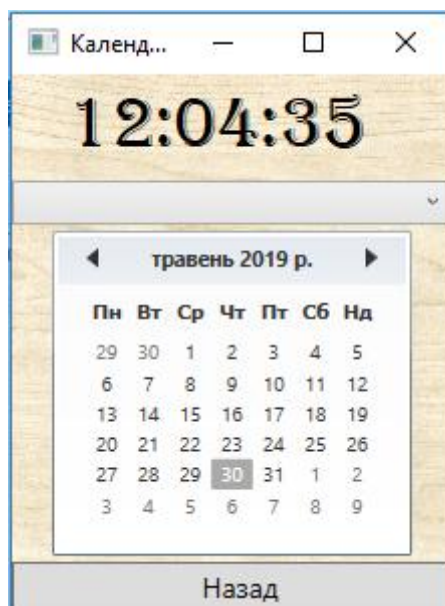 Календ...
12:04:35
травень 2019 р.
Пн Вт Ср Чт Пт Сб Нд
29 30 1 2 3 4 5
6 7 8 9 10 11 12
13 14 15 16 17 18 19
20 21 22 23 24 25 26
27 28 29 30 31 1 2
3 4 5 6 7 8 9
Назад